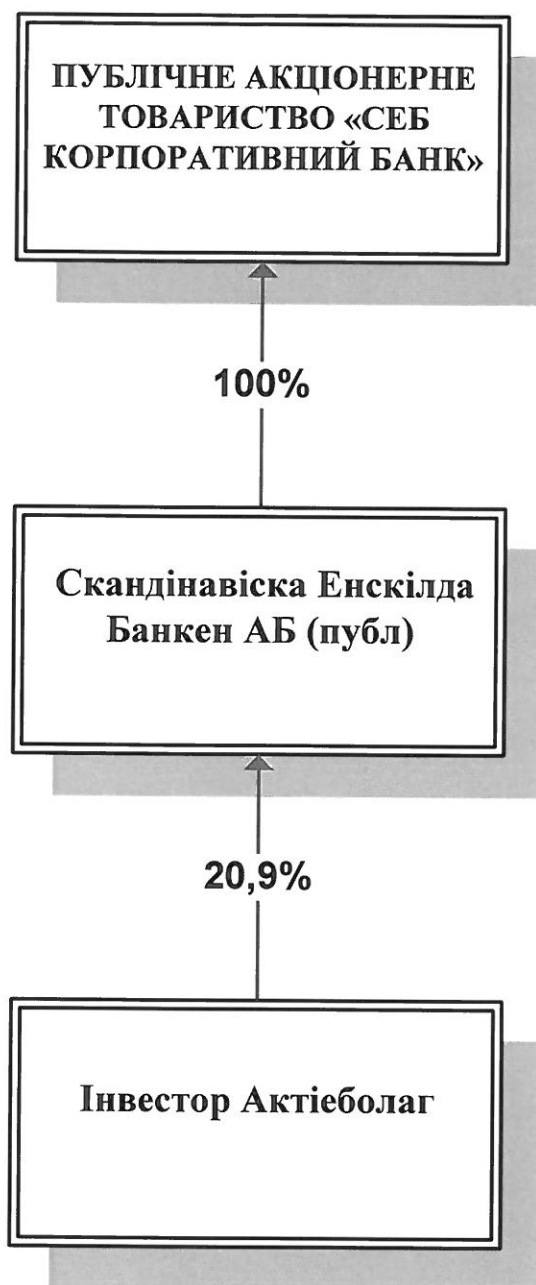 ПУБЛІЧНЕ АКЦІОНЕРНЕ
ТОВАРИСТВО «СЕБ
КОРПОРАТИВНИЙ БАНК»
100%
Скандінавіска Енскілда
Банкен АБ (публ)
20,9%
Інвестор Актіеболаг